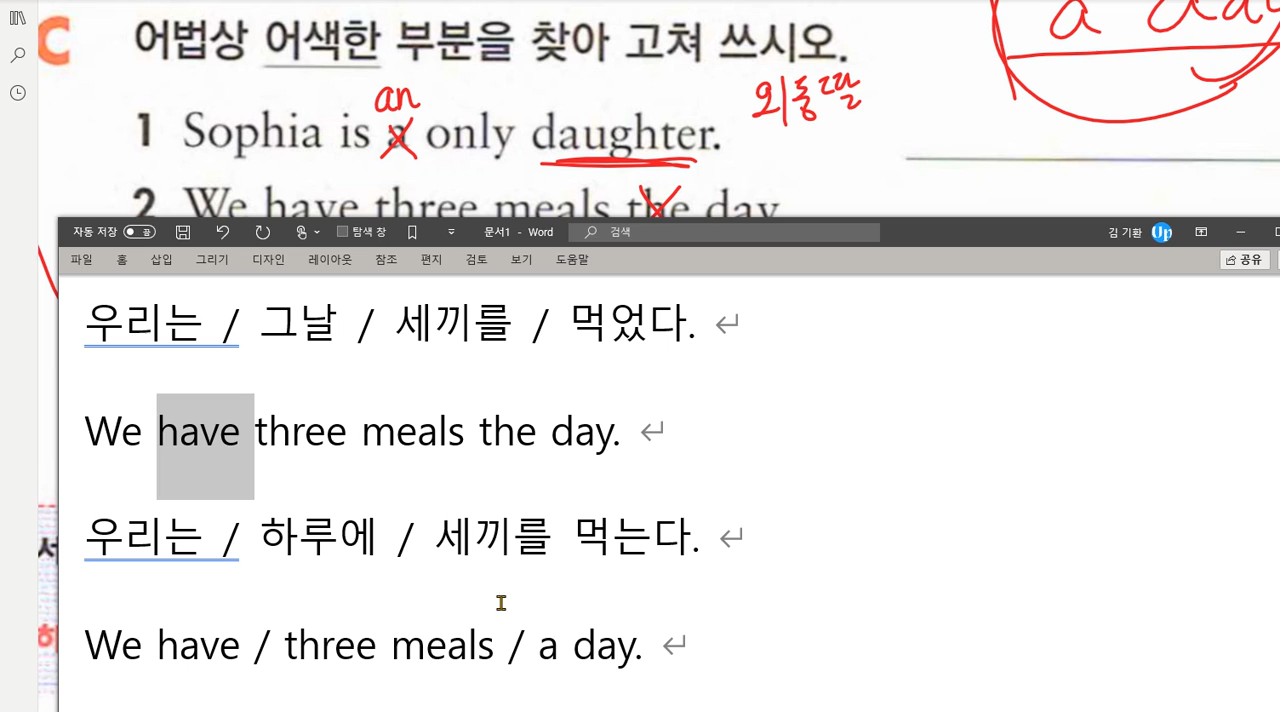 C 어법상 어색한 부분을 찾아 고쳐 쓰시오.
a day
an
외동딸
1 Sophia is a only daughter.
2 We have three meals the day
자동 저장 끔 탐색 창 문서1 - Word 검색 김 기환 Up
파일 홈 삽입 그리기 디자인 레이아웃 참조 편지 검토 보기 도움말 공유
우리는 / 그날 / 세끼를 / 먹었다.
We have three meals the day.
우리는 / 하루에 / 세끼를 먹는다.
We have / three meals / a day.